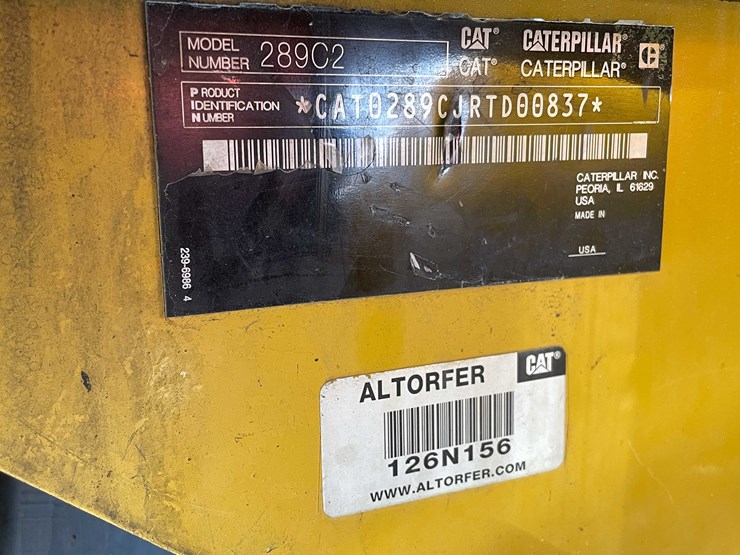 MODEL NUMBER 289C2
CAT® CATERPILLAR®
CAT® CATERPILLAR®
PRODUCT
IDENTIFICATION
NUMBER
*CAT0289CJRTD00837*
CATERPILLAR INC.
PEORIA, IL 61629
USA
MADE IN
USA
239-6986 4
ALTORFER CAT®
126N156
WWW.ALTORFER.COM